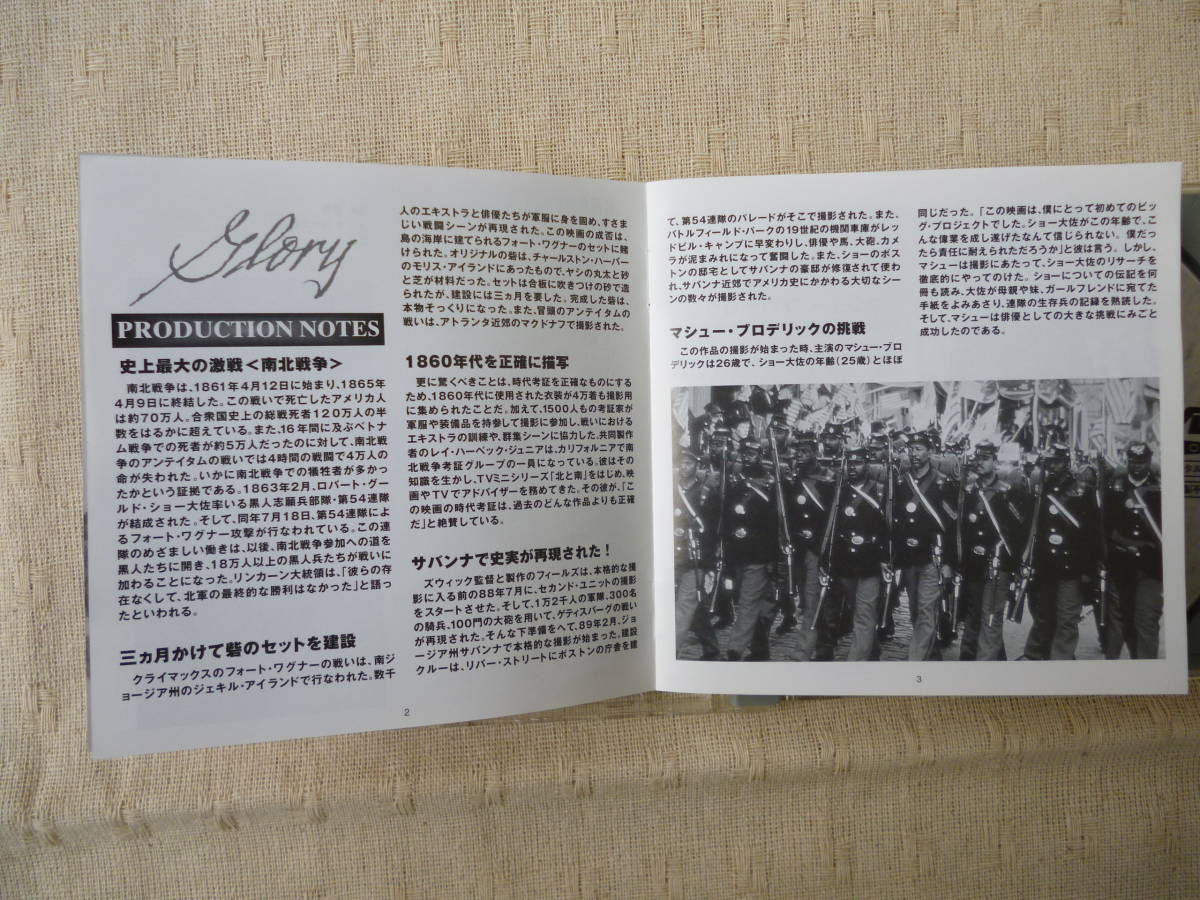 Glory
PRODUCTION NOTES
史上最大の激戦<南北戦争>
南北戦争は、1861年4月12日に始まり、1865年
4月9日に終結した。この戦いで死亡したアメリカ人
は約70万人。合衆国史上の総戦死者120万人の半
数をはるかに超えている。また、16年間に及ぶベトナ
ム戦争での死者が約5万人だったのに対して、南北戦
争のアンテイタムの戦いでは4時間の戦闘で4万人の
命が失われた。いかに南北戦争での犠牲者が多かっ
たかという証拠である。1863年2月、ロバート・グー
ルド・ショー大佐率いる黒人志願兵部隊・第54連隊
が結成された。そして、同年7月18日、第54連隊によ
るフォート・ワグナー攻撃が行なわれている。この連
隊のめざましい働きは、以後、南北戦争参加への道を
黒人たちに開き、18万人以上の黒人兵たちが戦いに
加わることになった。リンカーン大統領は、「彼らの存
在なくして、北軍の最終的な勝利はなかった」と語っ
たといわれる。
三ヵ月かけて砦のセットを建設
クライマックスのフォート・ワグナーの戦いは、南ジ
ョージア州のジェキル・アイランドで行なわれた。数千
人のエキストラと俳優たちが軍服に身を固め、すさま
じい戦闘シーンが再現された。この映画の成否は、
島の海岸に建てられるフォート・ワグナーのセットに賭
けられた。オリジナルの砦は、チャールストン・ハーバー
のモリス・アイランドにあったもので、ヤシの丸太と砂
と芝が材料だった。セットは合板に吹きつけの砂で造
られたが、建設には三ヵ月を要した。完成した砦は、
本物そっくりになった。また、冒頭のアンテイタムの
戦いは、アトランタ近郊のマクドナフで撮影された。
1860年代を正確に描写
更に驚くべきことは、時代考証を正確なものにする
ため、1860年代に使用された衣装が4万着も撮影用
に集められたことだ。加えて、1500人もの考証家が
軍服や装備品を持参して撮影に参加し、戦いにおける
エキストラの訓練や、群集シーンに協力した。共同製作
者のレイ・ハーベック・ジュニアは、カリフォルニアで南
北戦争考証グループの一員になっている。彼はその
知識を生かし、TVミニシリーズ「北と南」をはじめ、映
画やTVでアドバイザーを務めてきた。その彼が、「こ
の映画の時代考証は、過去のどんな作品よりも正確
だ」と絶賛している。
サバンナで史実が再現された!
ズウィック監督と製作のフィールズは、本格的な撮
影に入る前の88年7月に、セカンド・ユニットの撮影
をスタートさせた。そして、1万2千人の軍隊、300名
の騎兵、100門の大砲を用いて、ゲティスバーグの戦い
が再現された。そんな下準備をへて、89年2月、ジョ
ージア州サバンナで本格的な撮影が始まった。建設
クルーは、リバー・ストリートにボストンの庁舎を建
2
て、第54連隊のパレードがそこで撮影された。また、
バトルフィールド・パークの19世紀の機関車庫がレッ
ドビル・キャンプに早変わりし、俳優や馬、大砲、カメ
ラが泥まみれになって奮闘した。また、ショーのボス
トンの邸宅としてサバンナの豪邸が修復されて使わ
れ、サバンナ近郊でアメリカ史にかかわる大切なシー
ンの数々が撮影された。
マシュー・ブロデリックの挑戦
この作品の撮影が始まった時、主演のマシュー・ブロ
デリックは26歳で、ショー大佐の年齢(25歳)とほぼ
同じだった。「この映画は、僕にとって初めてのビッ
グ・プロジェクトでした。ショー大佐がこの年齢で、こ
んな偉業を成し遂げたなんて信じられない。僕だっ
たら責任に耐えられただろうか」と彼は言う。しかし、
マシューは撮影にあたって、ショー大佐のリサーチを
徹底的にやってのけた。ショーについての伝記を何
冊も読み、大佐が母親や妹、ガールフレンドに宛てた
手紙をよみあさり、連隊の生存兵の記録を熟読した。
そして、マシューは俳優としての大きな挑戦にみごと
成功したのである。
3